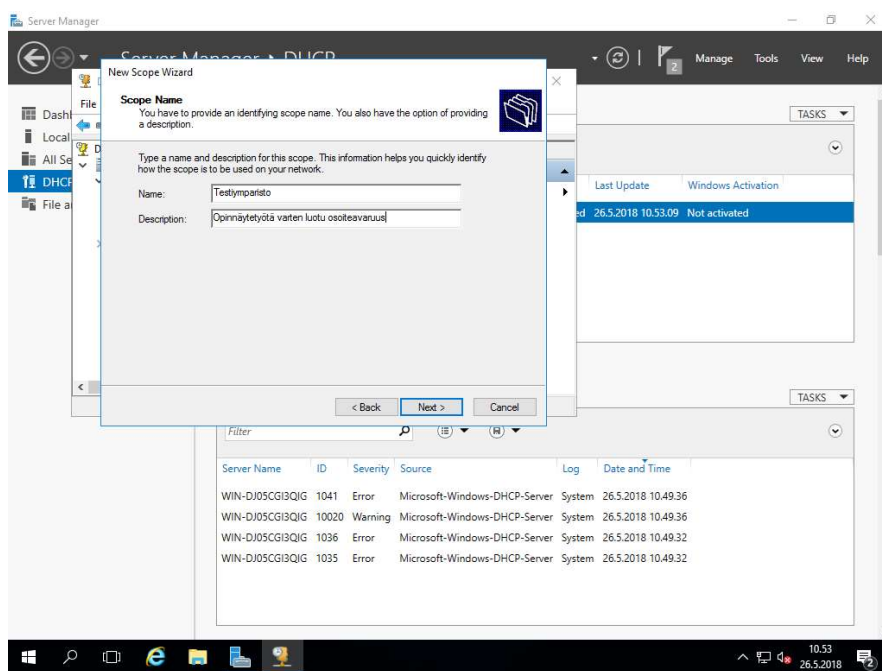 Server Manager
Server Manager ▸ DHCP
2
Manage Tools View Help
New Scope Wizard
Scope Name
You have to provide an identifying scope name. You also have the option of providing
a description.
Type a name and description for this scope. This information helps you quickly identify
how the scope is to be used on your network.
Name: Testiymparisto
Description: Opinnäytetyötä varten luotu osoiteavaruus
< Back Next > Cancel
File
Local
All Se
DHCP
File a
TASKS
Last Update Windows Activation
ed 26.5.2018 10.53.09 Not activated
TASKS
Filter
Server Name ID Severity Source Log Date and Time
WIN-DJ05CGI3QIG 1041 Error Microsoft-Windows-DHCP-Server System 26.5.2018 10.49.36
WIN-DJ05CGI3QIG 10020 Warning Microsoft-Windows-DHCP-Server System 26.5.2018 10.49.36
WIN-DJ05CGI3QIG 1036 Error Microsoft-Windows-DHCP-Server System 26.5.2018 10.49.32
WIN-DJ05CGI3QIG 1035 Error Microsoft-Windows-DHCP-Server System 26.5.2018 10.49.32
10.53
26.5.2018
2